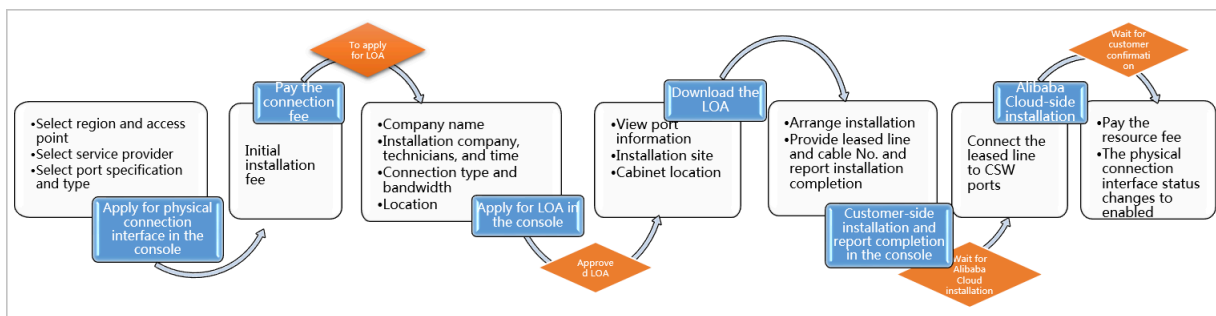 •Select region and access
point
•Select service provider
•Select port specification
and type
Apply for physical
connection
interface in the
console
Pay the
connection
fee
Initial
installation
fee
To apply
for LOA
•Company name
•Installation company,
technicians, and time
•Connection type and
bandwidth
•Location
Apply for LOA in
the console
Approve
d LOA
•View port
information
•Installation site
•Cabinet location
Download the
LOA
•Arrange installation
•Provide leased line
and cable No. and
report installation
completion
Customer-side
installation and
report completion
in the console
Wait for
Alibaba
Cloud
installation
Alibaba
Cloud-side
installation
Connect the
leased line
to CSW
ports
Wait for
customer
confirmati
on
•Pay the
resource fee
•The
physical
connection
interface status
changes to
enabled